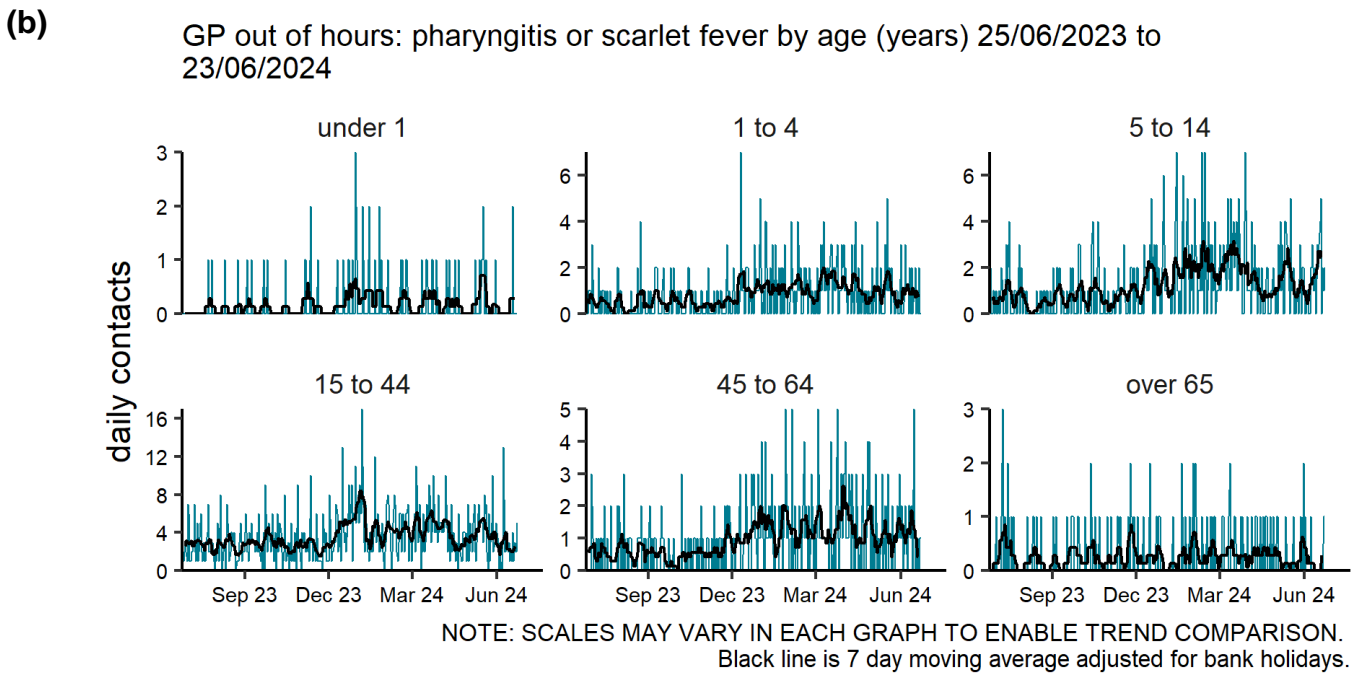 (b)
GP out of hours: pharyngitis or scarlet fever by age (years) 25/06/2023 to
23/06/2024
daily contacts
under 1
3
2
1
0
1 to 4
6
4
2
0
5 to 14
6
4
2
0
15 to 44
16
12
8
4
0
Sep 23 Dec 23 Mar 24 Jun 24
45 to 64
5
4
3
2
1
0
Sep 23 Dec 23 Mar 24 Jun 24
over 65
3
2
1
0
Sep 23 Dec 23 Mar 24 Jun 24
NOTE: SCALES MAY VARY IN EACH GRAPH TO ENABLE TREND COMPARISON.
Black line is 7 day moving average adjusted for bank holidays.